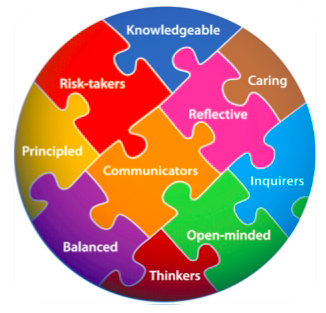 Knowledgeable
Caring
Risk-takers
Reflective
Principled
Communicators
Inquirers
Open-minded
Balanced
Thinkers